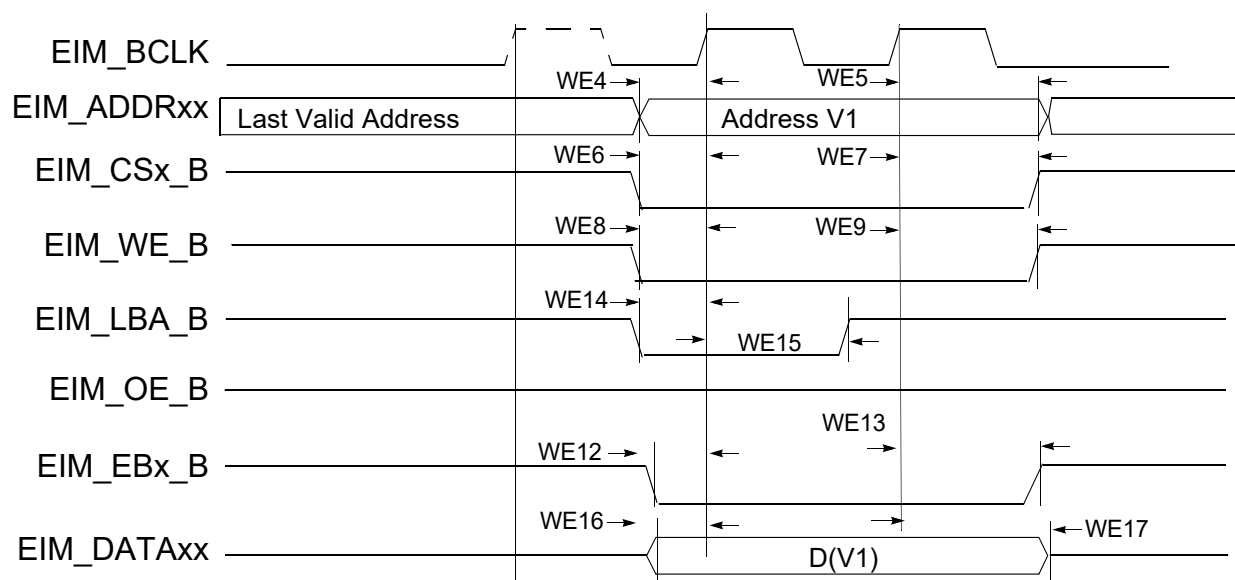 EIM_BCLK
WE4 WE5
EIM_ADDRxx Last Valid Address Address V1
WE6 WE7
EIM_CSx_B
WE8 WE9
EIM_WE_B
WE14
EIM_LBA_B
WE15
EIM_OE_B
WE13
WE12
EIM_EBx_B
WE16 WE17
EIM_DATAxx D(V1)